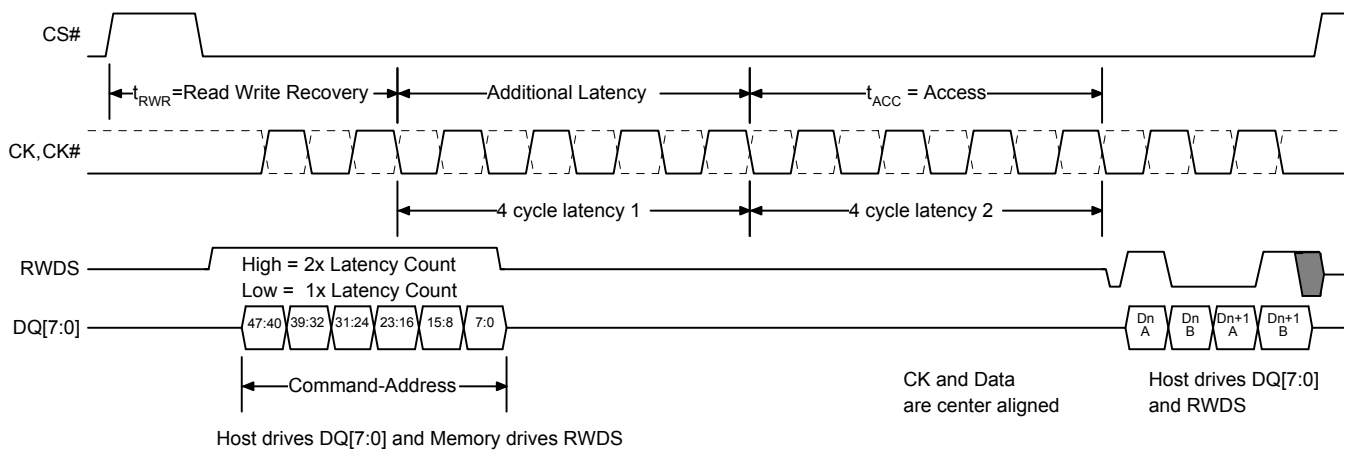 CS#
tRWR=Read Write Recovery
Additional Latency
tACC = Access
CK,CK#
4 cycle latency 1
4 cycle latency 2
RWDS
High = 2x Latency Count
Low = 1x Latency Count
DQ[7:0]
47:40 39:32 31:24 23:16 15:8 7:0
Dn A
Dn B
Dn+1 A
Dn+1 B
Command-Address
CK and Data
are center aligned
Host drives DQ[7:0]
and RWDS
Host drives DQ[7:0] and Memory drives RWDS